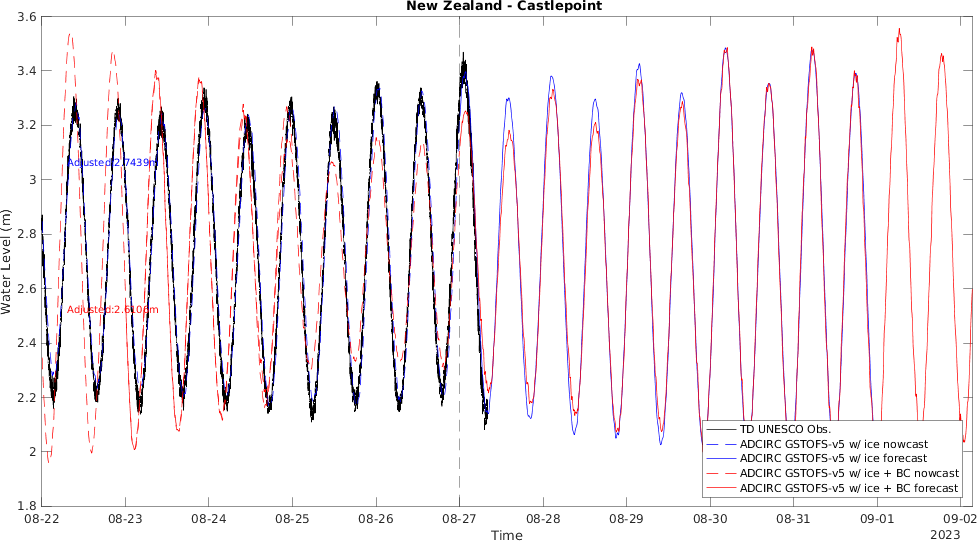 New Zealand - Castlepoint
3.6
3.4
3.2
3
2.8
2.6
2.4
2.2
2
1.8
Water Level (m)
Adjusted:2.7439m
TD UNESCO Obs.
ADCIRC GSTOFS-v5 w/ ice nowcast
ADCIRC GSTOFS-v5 w/ ice forecast
ADCIRC GSTOFS-v5 w/ ice + BC nowcast
ADCIRC GSTOFS-v5 w/ ice + BC forecast
08-22 08-23 08-24 08-25 08-26 08-27 08-28 08-29 08-30 08-31 09-01 09-02
Time
2023